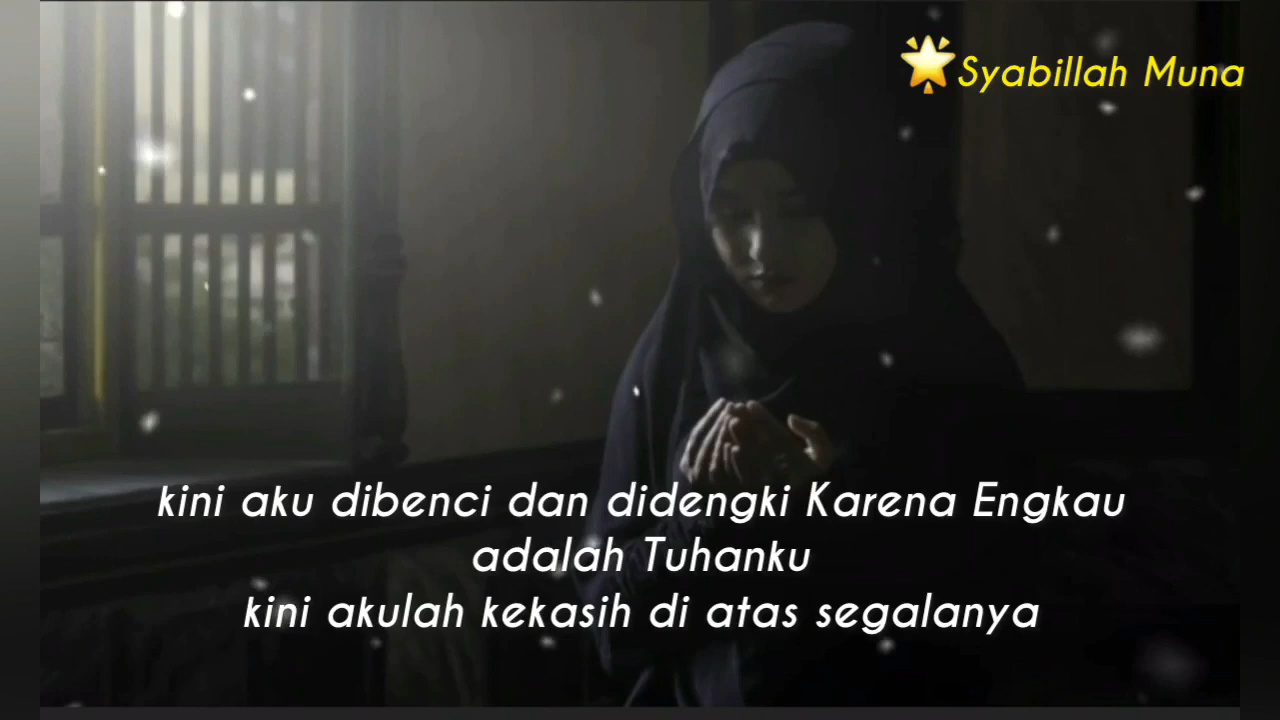 Syabillah Muna
kini aku dibenci dan didengki Karena Engkau
adalah Tuhanku
kini akulah kekasih di atas segalanya